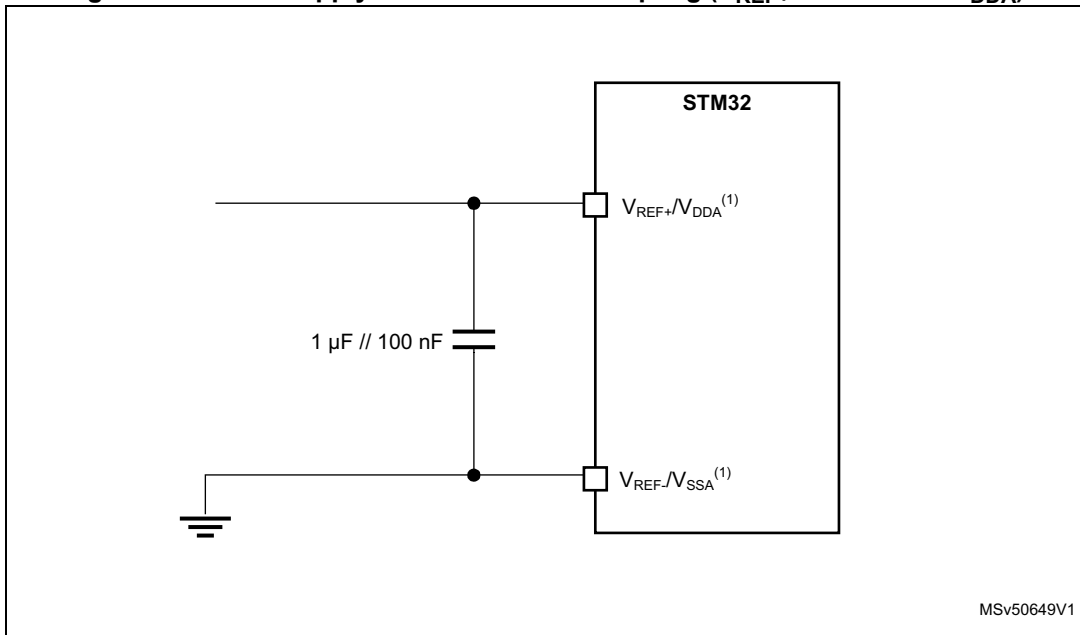 STM32
VREF+/VDDA(1)
1 µF // 100 nF
VREF-/VSSA(1)
MSv50649V1